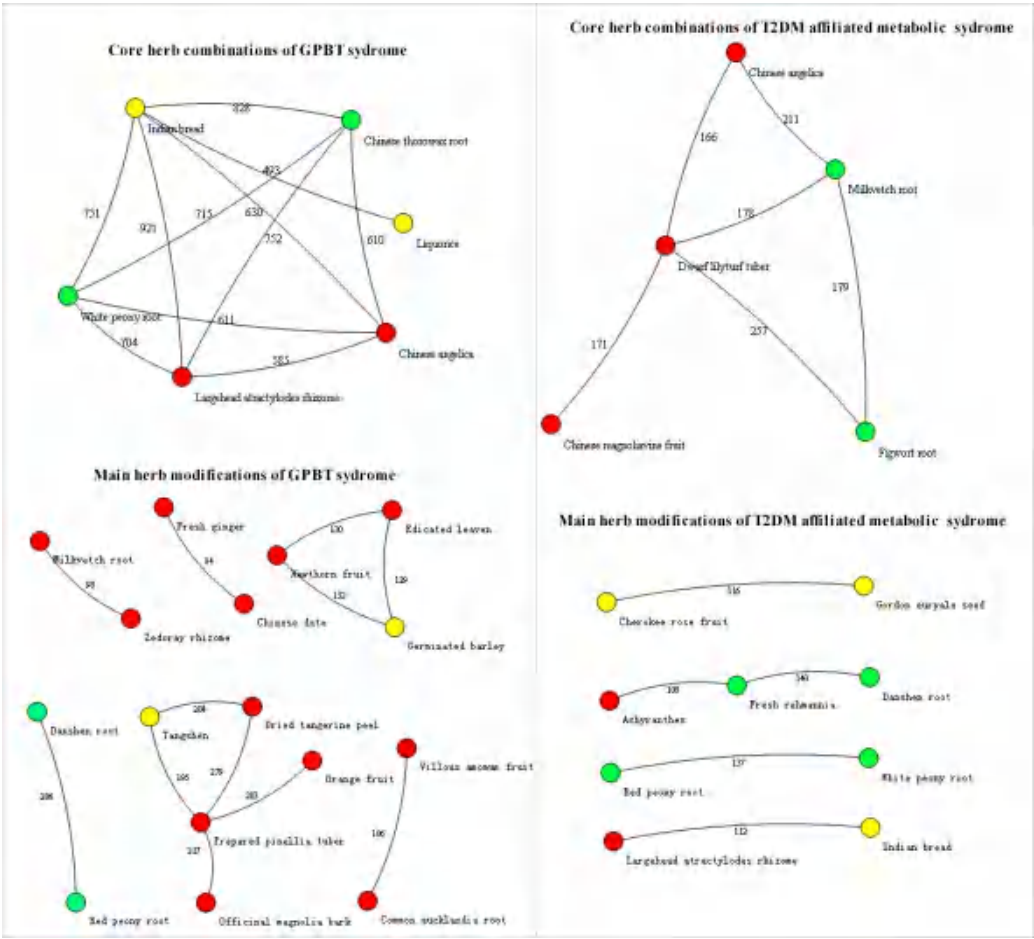 Core herb combinations of GPBT sydrome
828
Indian bread
Chinese thorowax root
493
751
921
715
630
752
610
Liquorice
White peony root
611
704
585
Chinese angelica
Largehead atractylodes rhizome
Main herb modifications of GPBT sydrome
Fresh ginger
Edicated leaven
Milkvetch root
130
94
Hawthorn fruit
129
98
132
Chinese date
Zedoray rhizome
Germinated barley
Danshen root
Tangshen
Dried tangerine peel
Orange fruit
Villous amomum fruit
195
279
203
Prepared pinellia tuber
Red peony root
Officinal magnolia bark
Common aucklandia root
Core herb combinations of T2DM affiliated metabolic sydrome
Chinese angelica
211
166
Milkvetch root
178
Dwarf lilyturf tuber
179
257
171
Chinese magnoliavine fruit
Figwort root
Main herb modifications of T2DM affiliated metabolic sydrome
316
Cherokee rose fruit
Gordon euryale seed
Achyranthes
Fresh rehmannia
Danshen root
137
Red peony root
White peony root
112
Largehead atractylodes rhizome
Indian bread